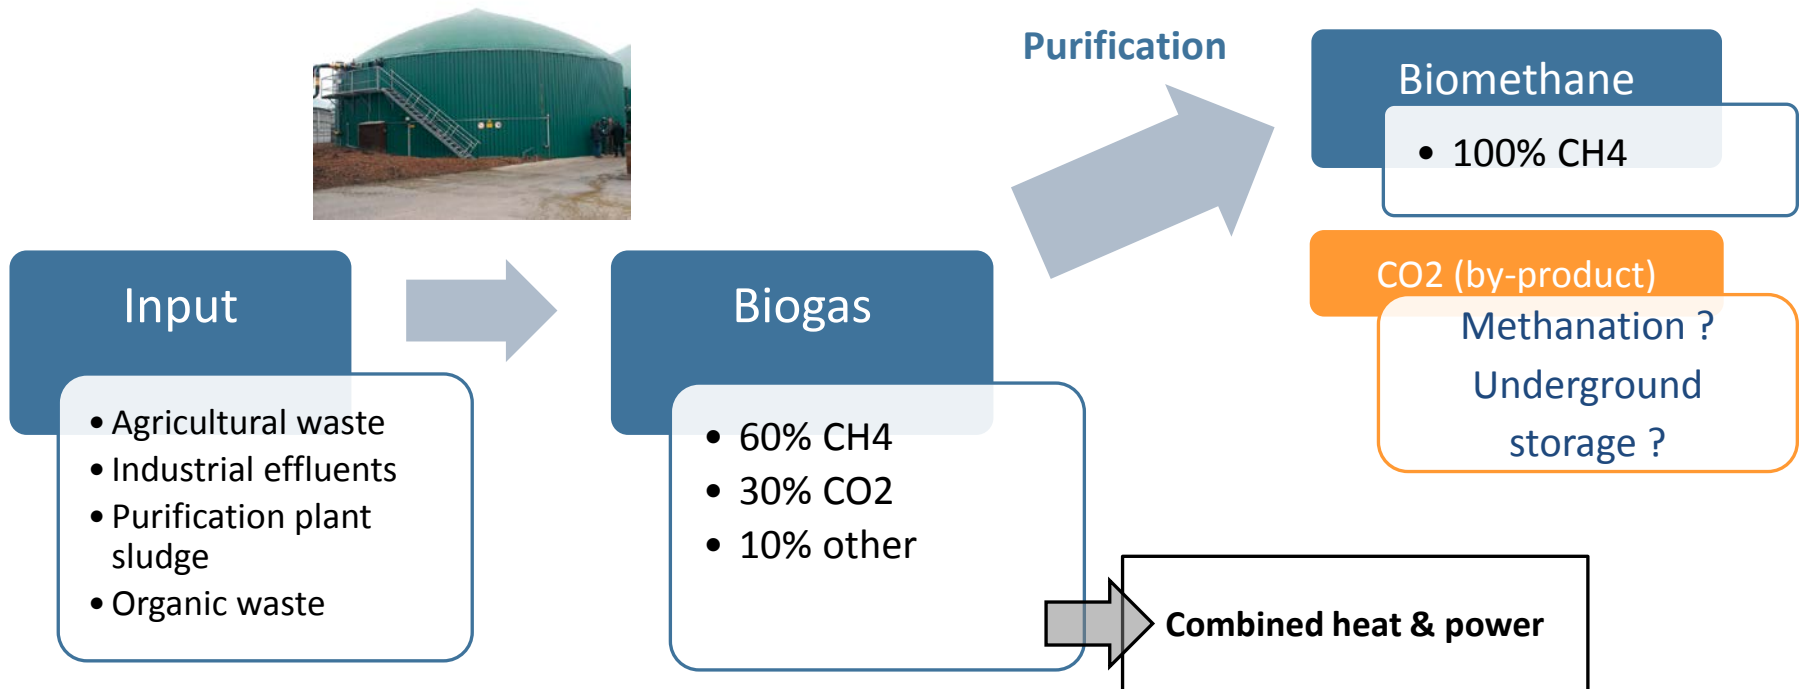 Purification
Biomethane
• 100% CH4
CO2 (by-product)
Methanation ?
Underground
storage ?
Input
• Agricultural waste
• Industrial effluents
• Purification plant
sludge
• Organic waste
Biogas
• 60% CH4
• 30% CO2
• 10% other
Combined heat & power